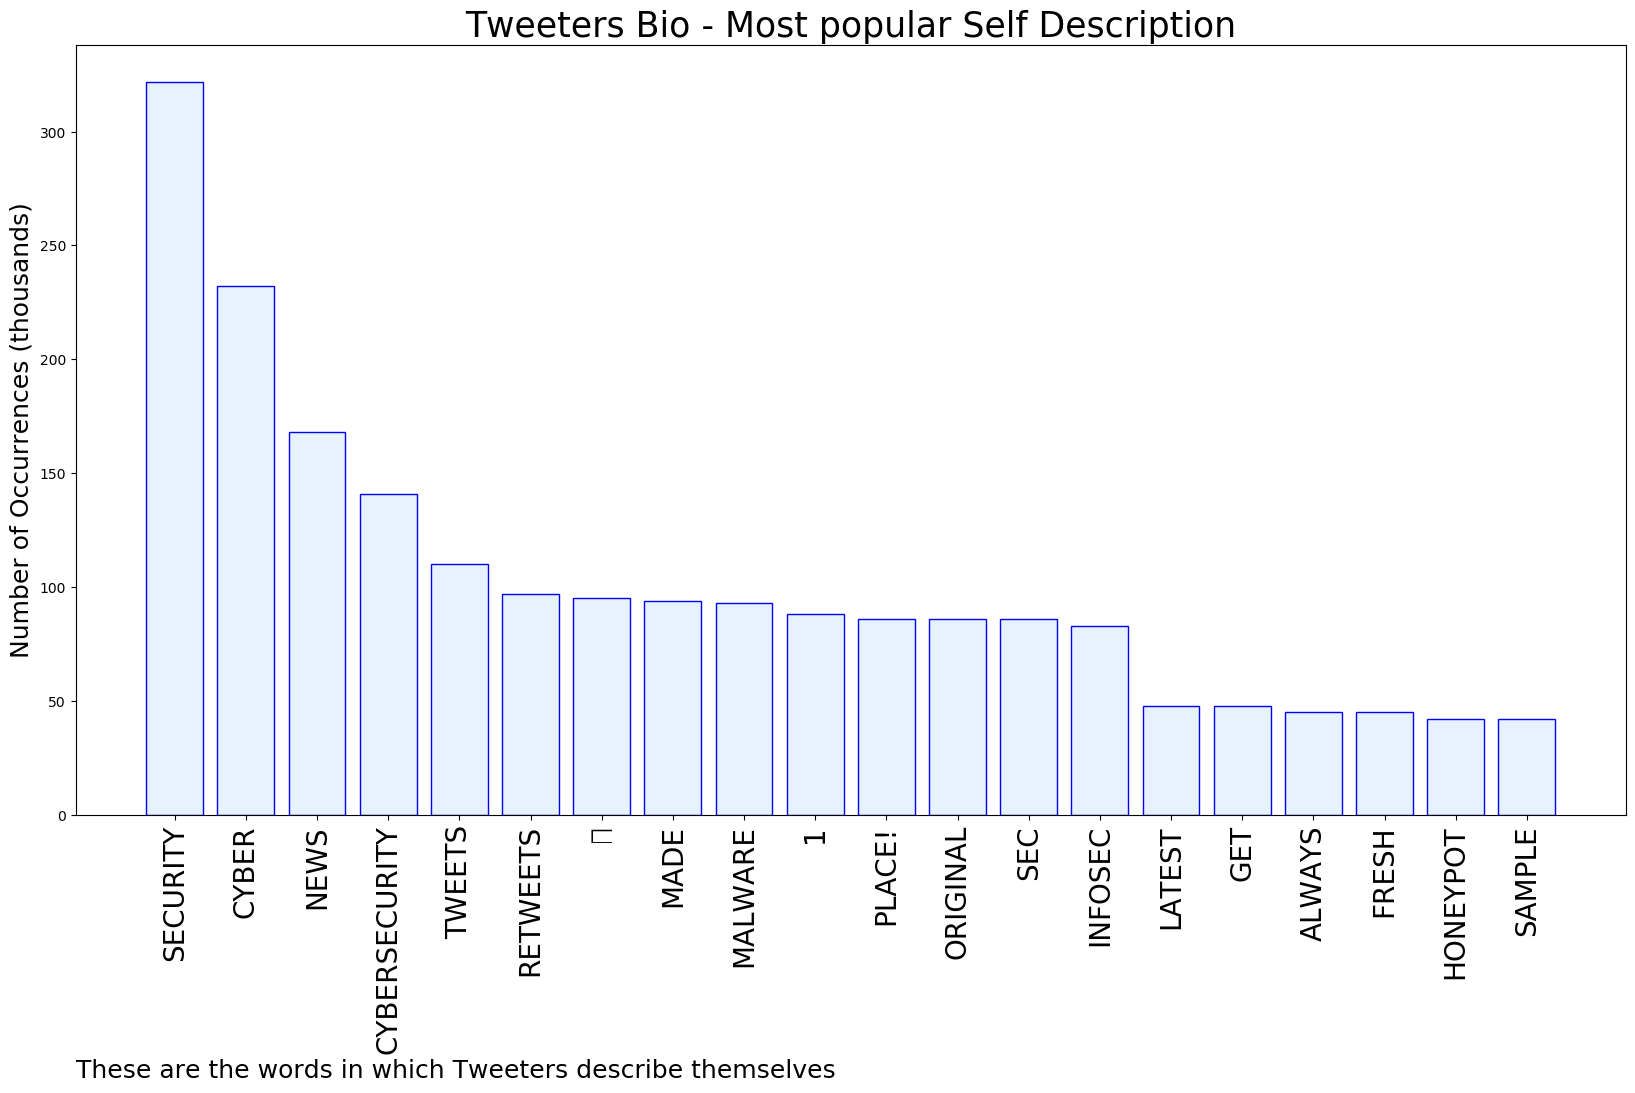 Tweeters Bio - Most popular Self Description
Number of Occurrences (thousands)
300
250
200
150
100
50
0
SECURITY
CYBER
NEWS
CYBERSECURITY
TWEETS
RETWEETS
MADE
MALWARE
1
PLACE!
ORIGINAL
SEC
INFOSEC
LATEST
GET
ALWAYS
FRESH
HONEYPOT
SAMPLE
These are the words in which Tweeters describe themselves